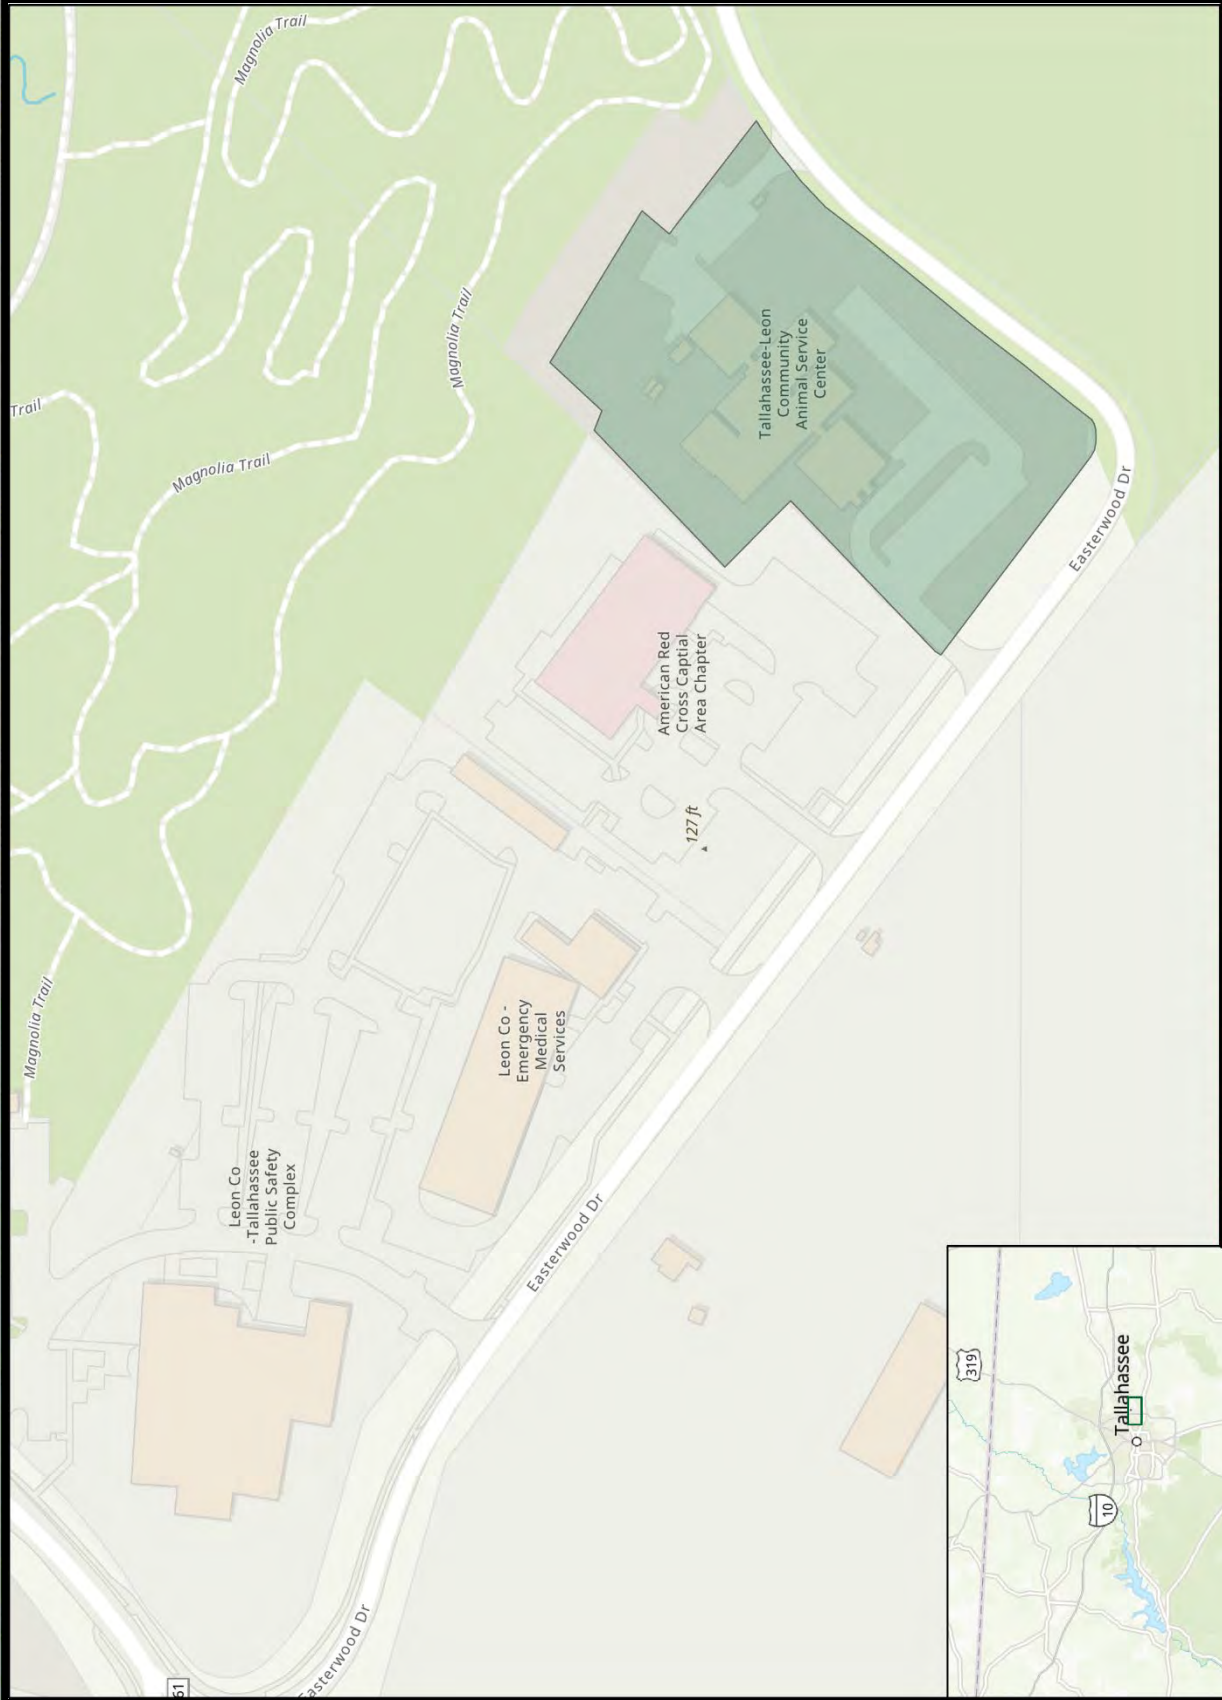 Magnolia Trail
Magnolia Trail
Trail
Magnolia Trail
Magnolia Trail
Tallahassee-Leon
Community
Animal Service
Center
Easterwood Dr
American Red
Cross Captial
Area Chapter
127 ft
Leon Co -
Emergency
Medical
Services
Leon Co
-Tallahassee
Public Safety
Complex
Easterwood Dr
Easterwood Dr
61
319
Tallahassee
10